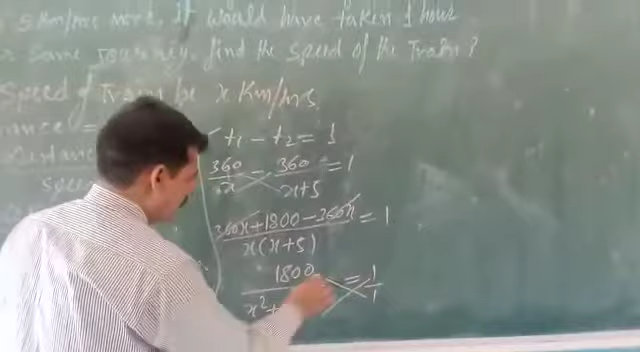 5 Km/hr more, it would have taken 1 hour
same journey, find the speed of the Train?
Speed of Train be x Km/hrs
t₁ - t₂ = 1
360/x - 360/x+5 = 1
360x+1800-360x/x(x+5) = 1
1800/x²+ = 1/1